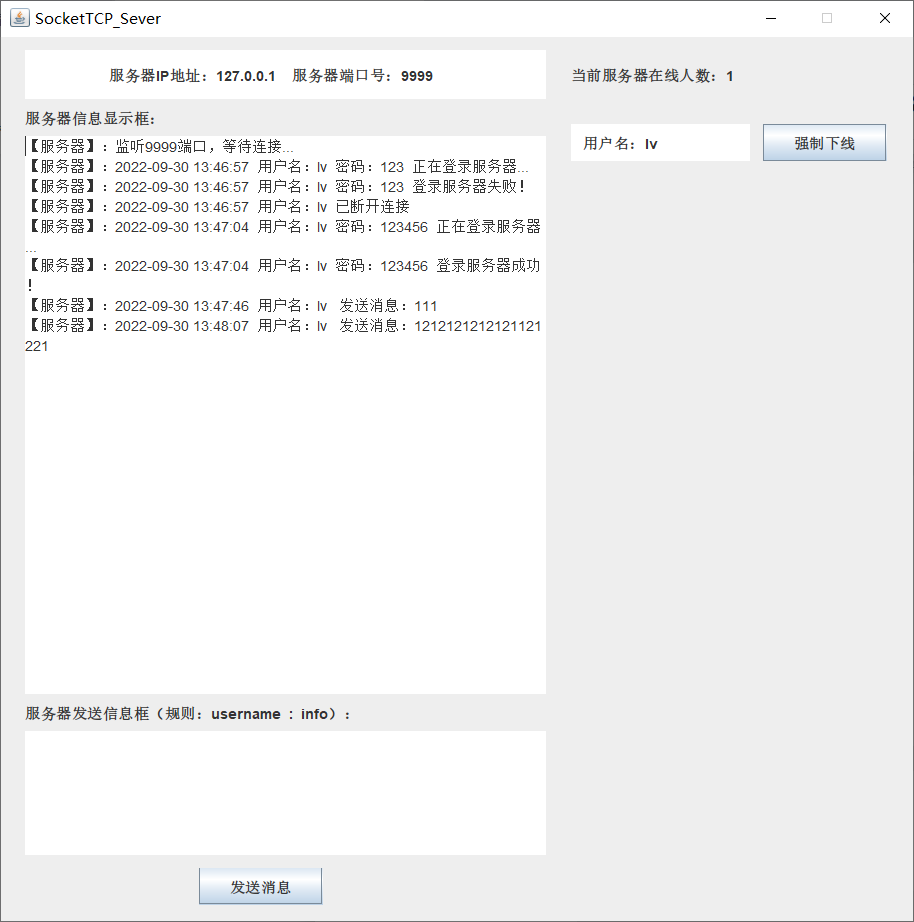 SocketTCP_Sever
服务器IP地址：127.0.0.1 服务器端口号：9999
当前服务器在线人数：1
服务器信息显示框：
用户名：lv
强制下线
【服务器】：监听9999端口，等待连接...
【服务器】：2022-09-30 13:46:57 用户名：lv 密码：123 正在登录服务器...
【服务器】：2022-09-30 13:46:57 用户名：lv 密码：123 登录服务器失败！
【服务器】：2022-09-30 13:46:57 用户名：lv 已断开连接
【服务器】：2022-09-30 13:47:04 用户名：lv 密码：123456 正在登录服务器
...
【服务器】：2022-09-30 13:47:04 用户名：lv 密码：123456 登录服务器成功
！
【服务器】：2022-09-30 13:47:46 用户名：lv 发送消息：111
【服务器】：2022-09-30 13:48:07 用户名：lv 发送消息：1212121212121121
221
服务器发送信息框（规则：username : info）：
发送消息